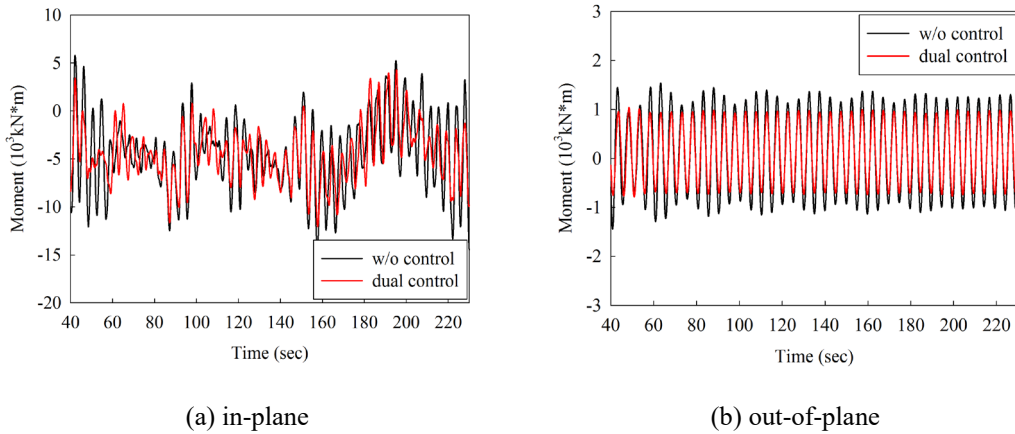 10
5
0
-5
-10
-15
-20
Moment (10³kN*m)
w/o control
dual control
40 60 80 100 120 140 160 180 200 220
Time (sec)
(a) in-plane
3
2
1
0
-1
-2
-3
Moment (10³kN*m)
w/o control
dual control
40 60 80 100 120 140 160 180 200 220
Time (sec)
(b) out-of-plane